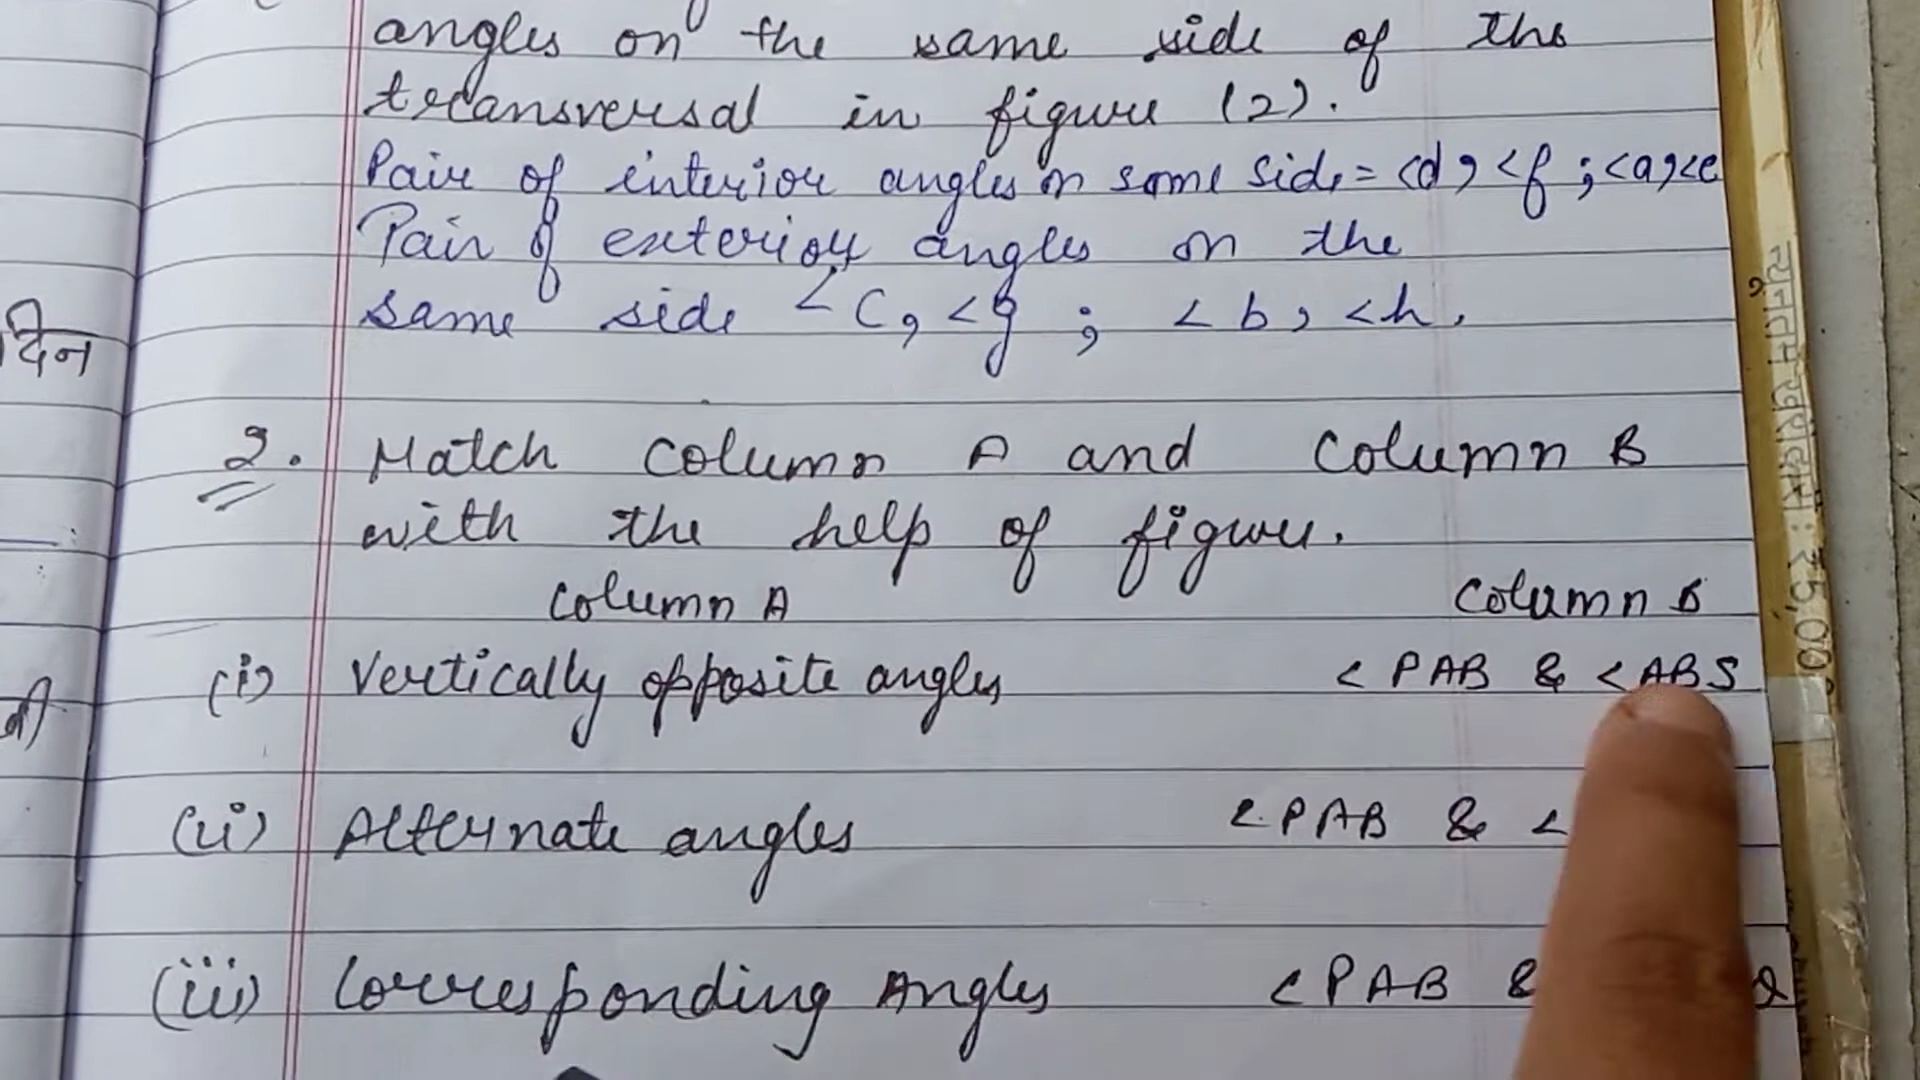 angles on the same side of the
transversal in figure (2).
Pair of interior angles on same side = <d, <f ; <a, <e
Pair of exterior angles on the
same side <c, <g ; <b, <h.
दिन
2. Match column A and column B
with the help of figure.
column A column B
(i) Vertically opposite angles < PAB & <ABS
(ii) Alternate angles <PAB & <
(iii) Corresponding Angles <PAB &